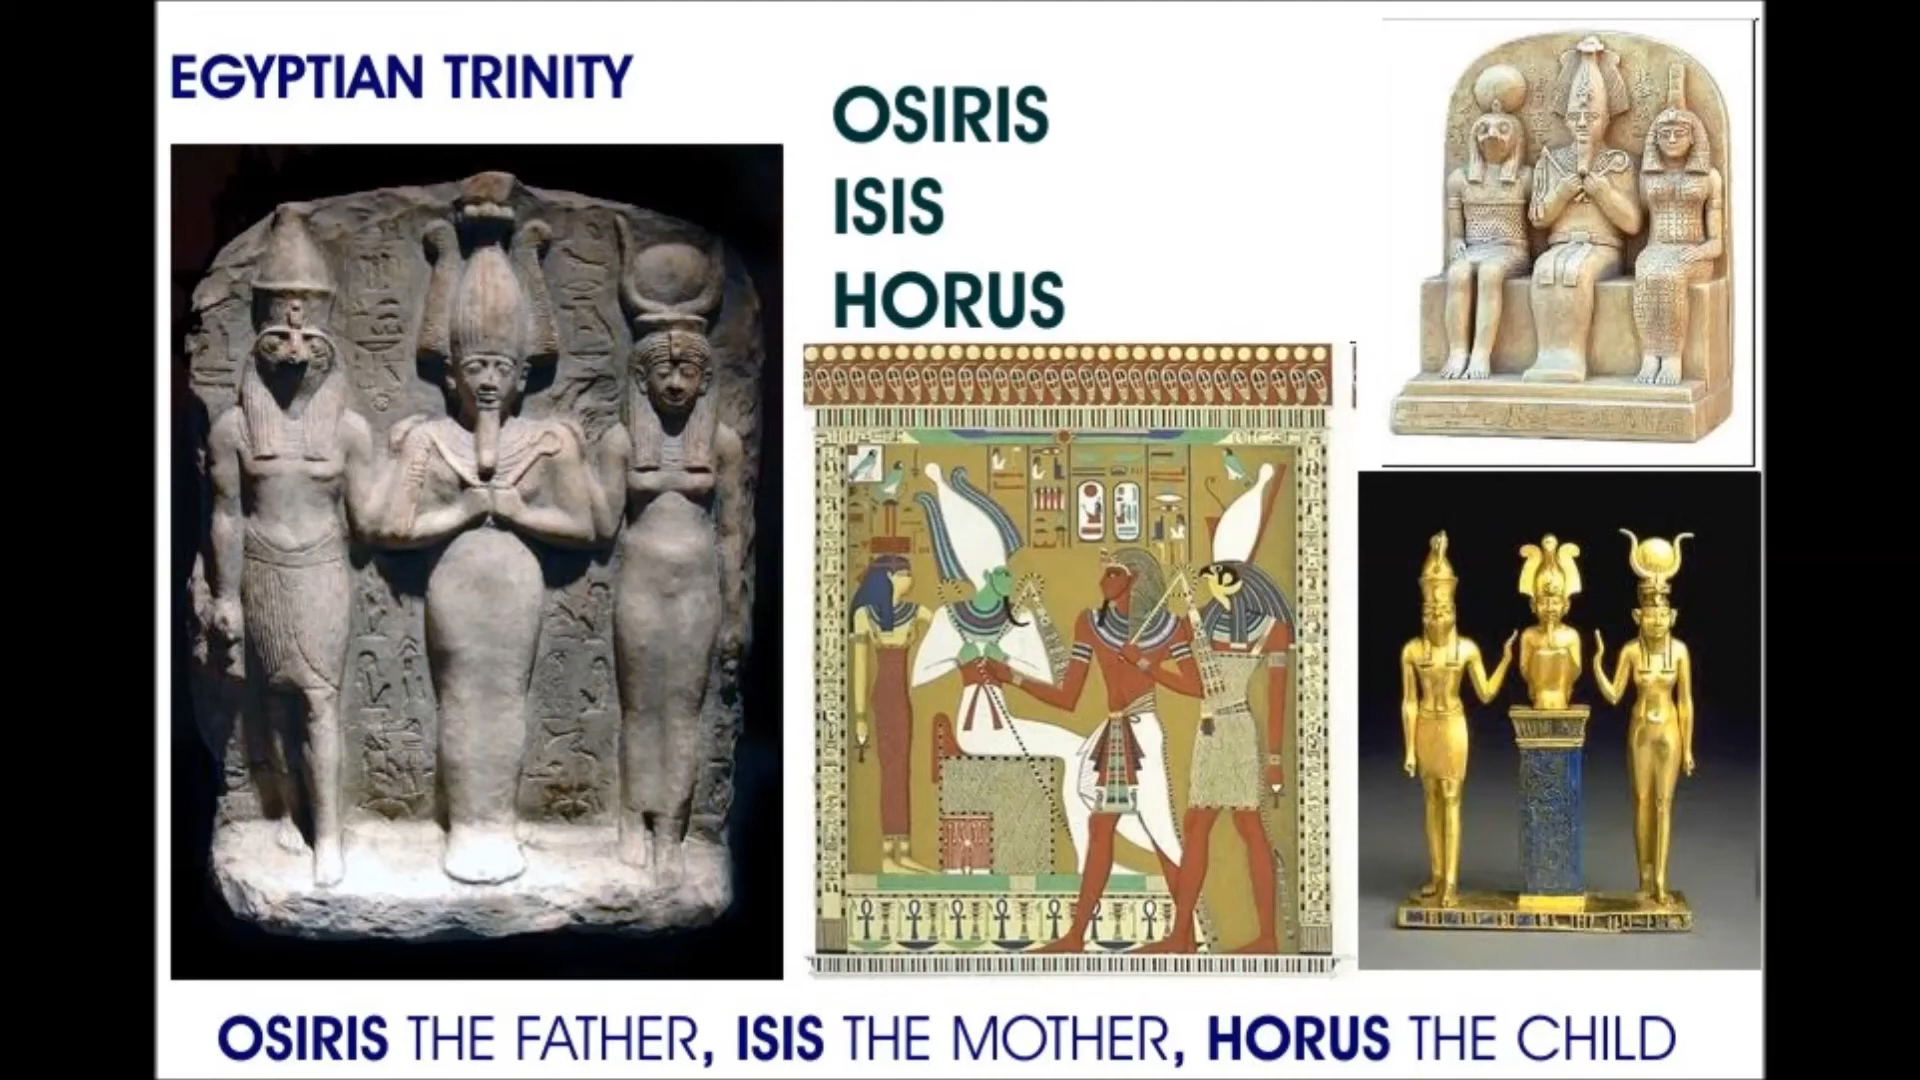 EGYPTIAN TRINITY
OSIRIS
ISIS
HORUS
OSIRIS THE FATHER, ISIS THE MOTHER, HORUS THE CHILD